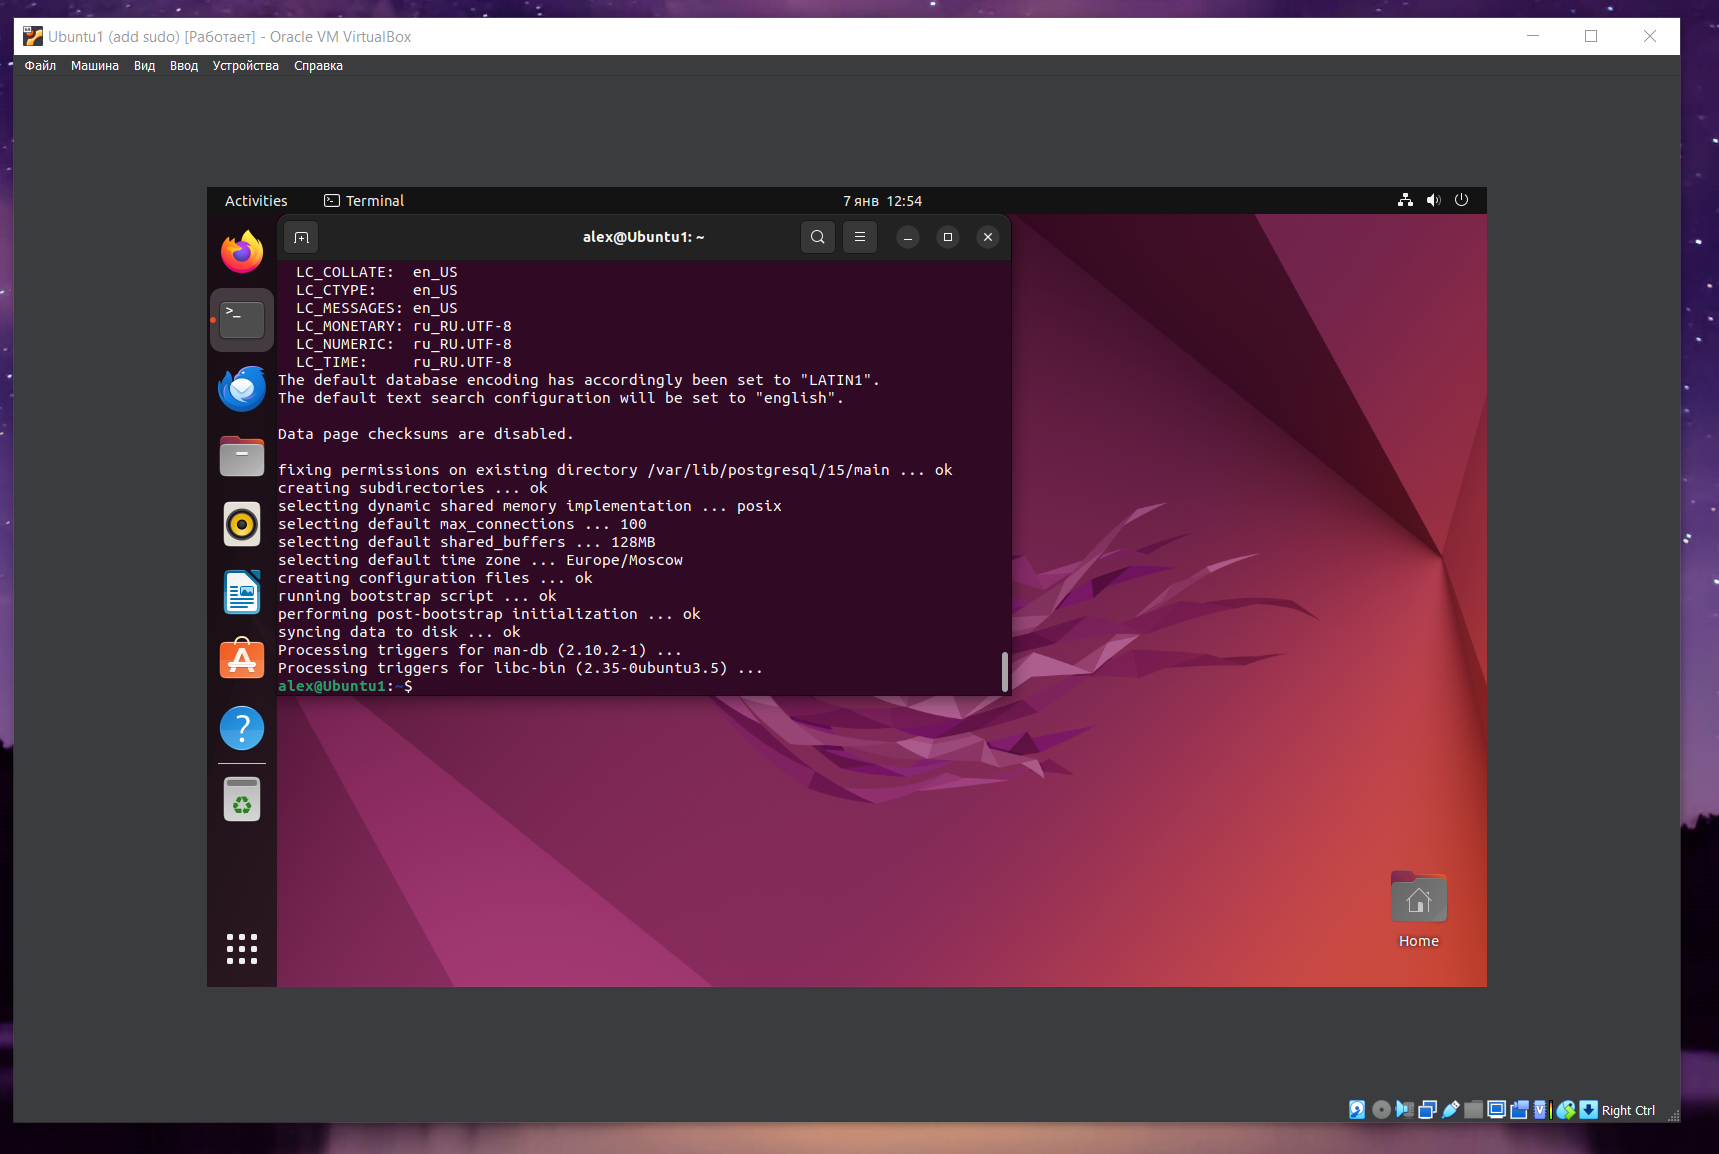 Ubuntu1 (add sudo) [Работает] - Oracle VM VirtualBox
Файл Машина Вид Ввод Устройства Справка
Activities Terminal 7 янв 12:54
alex@Ubuntu1: ~
LC_COLLATE: en_US
LC_CTYPE: en_US
LC_MESSAGES: en_US
LC_MONETARY: ru_RU.UTF-8
LC_NUMERIC: ru_RU.UTF-8
LC_TIME: ru_RU.UTF-8
The default database encoding has accordingly been set to "LATIN1".
The default text search configuration will be set to "english".
Data page checksums are disabled.
fixing permissions on existing directory /var/lib/postgresql/15/main ... ok
creating subdirectories ... ok
selecting dynamic shared memory implementation ... posix
selecting default max_connections ... 100
selecting default shared_buffers ... 128MB
selecting default time zone ... Europe/Moscow
creating configuration files ... ok
running bootstrap script ... ok
performing post-bootstrap initialization ... ok
syncing data to disk ... ok
Processing triggers for man-db (2.10.2-1) ...
Processing triggers for libc-bin (2.35-0ubuntu3.5) ...
alex@Ubuntu1:~$
Home
Right Ctrl